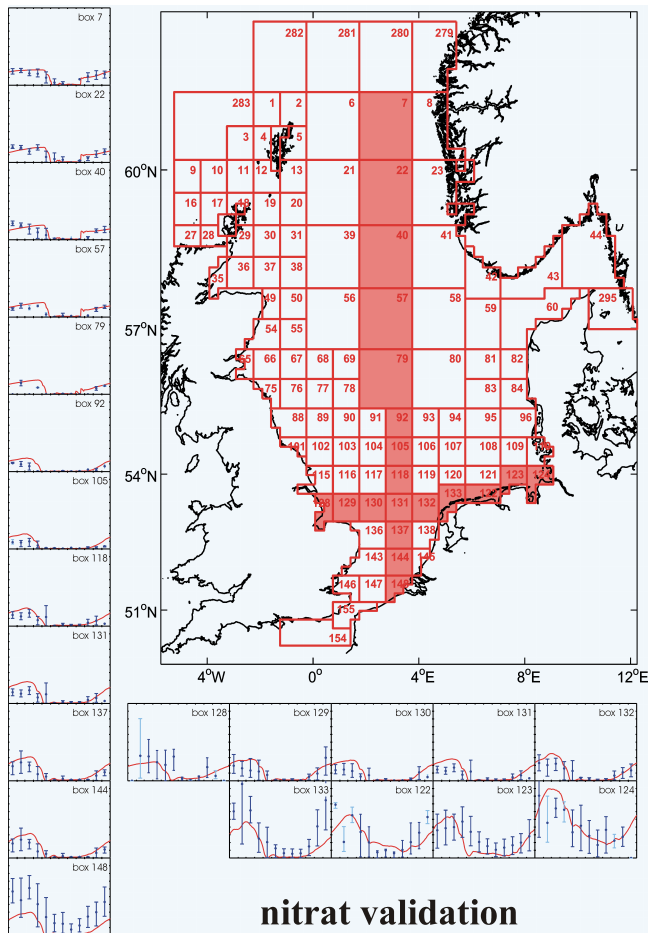 box 7
box 22
box 40
box 57
box 79
box 92
box 105
box 118
box 131
box 137
box 144
box 148
282 281 280 279
283 1 2 6 7 8
3 4 5
60°N
9 10 11 12 13 21 22 23
16 17 18 19 20
27 28 29 30 31 39 40 41 44
35 36 37 38 42 43
49 50 56 57 58 59 60 295
57°N
54 55
65 66 67 68 69 79 80 81 82
75 76 77 78 83 84
88 89 90 91 92 93 94 95 96
101 102 103 104 105 106 107 108 109
54°N
115 116 117 118 119 120 121 123
128 129 130 131 132 133
136 137 138
143 144 145
146 147 148
51°N
155
154
4°W 0° 4°E 8°E 12°E
box 128 box 129 box 130 box 131 box 132
box 133 box 122 box 123 box 124
nitrat validation